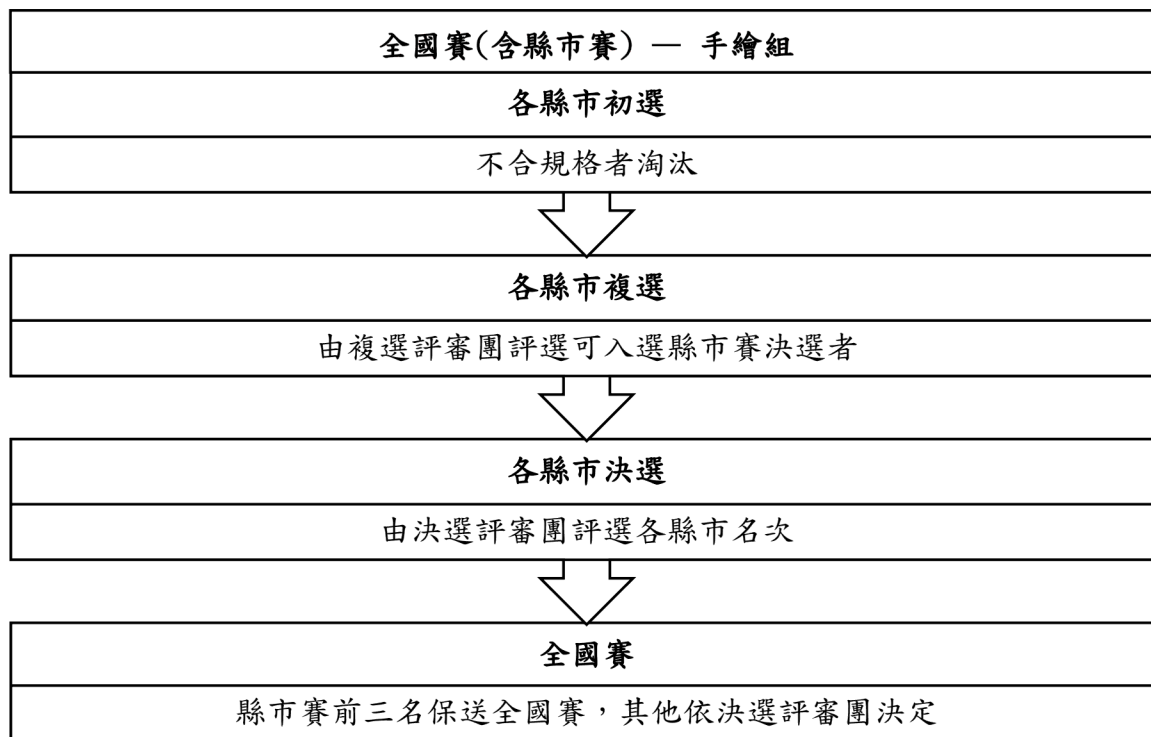 全國賽(含縣市賽) — 手繪組
各縣市初選
不合規格者淘汰
各縣市複選
由複選評審團評選可入選縣市賽決選者
各縣市決選
由決選評審團評選各縣市名次
全國賽
縣市賽前三名保送全國賽，其他依決選評審團決定